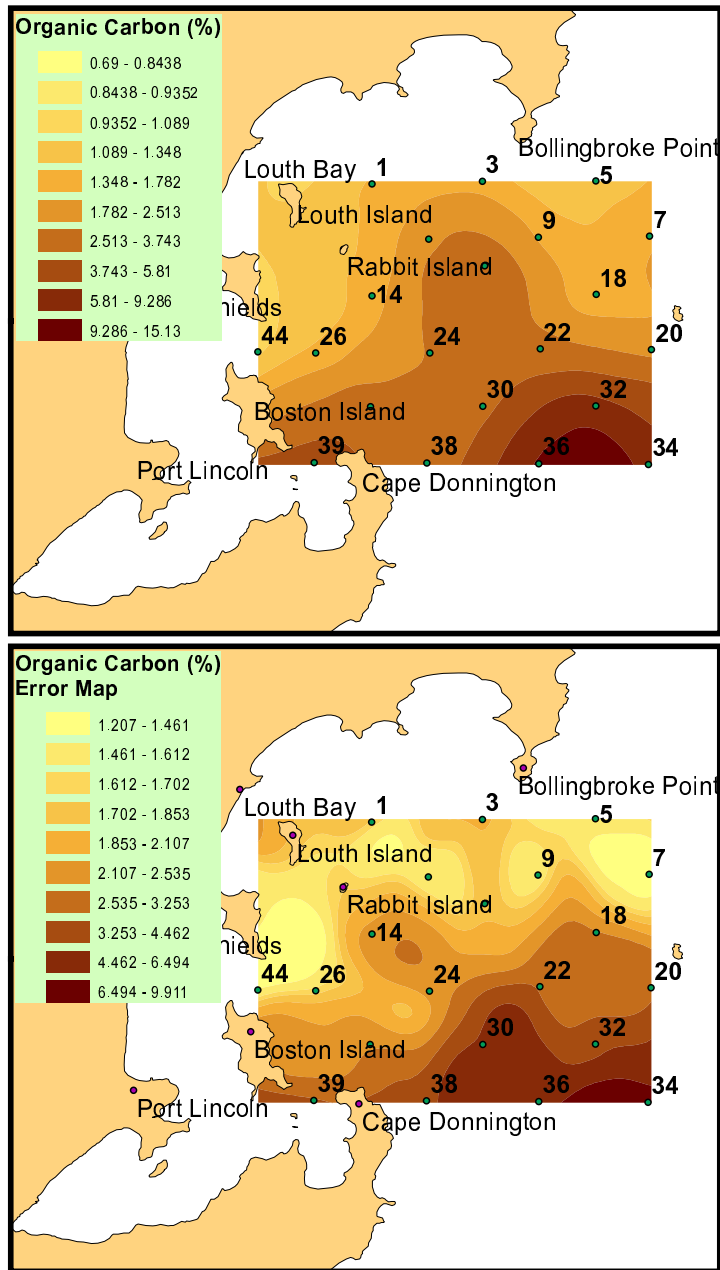 Organic Carbon (%)
0.69 - 0.8438
0.8438 - 0.9352
0.9352 - 1.089
1.089 - 1.348
1.348 - 1.782
1.782 - 2.513
2.513 - 3.743
3.743 - 5.81
5.81 - 9.286
9.286 - 15.13
Bollingbroke Point
Louth Bay
1
3
5
Louth Island
9
7
Rabbit Island
14
18
hields
44
26
24
22
20
Boston Island
30
32
39
38
36
34
Port Lincoln
Cape Donnington
Organic Carbon (%)
Error Map
1.207 - 1.461
1.461 - 1.612
1.612 - 1.702
1.702 - 1.853
1.853 - 2.107
2.107 - 2.535
2.535 - 3.253
3.253 - 4.462
4.462 - 6.494
6.494 - 9.911
Bollingbroke Point
Louth Bay
1
3
5
Louth Island
9
7
Rabbit Island
14
18
hields
44
26
24
22
20
Boston Island
30
32
39
38
36
34
Port Lincoln
Cape Donnington